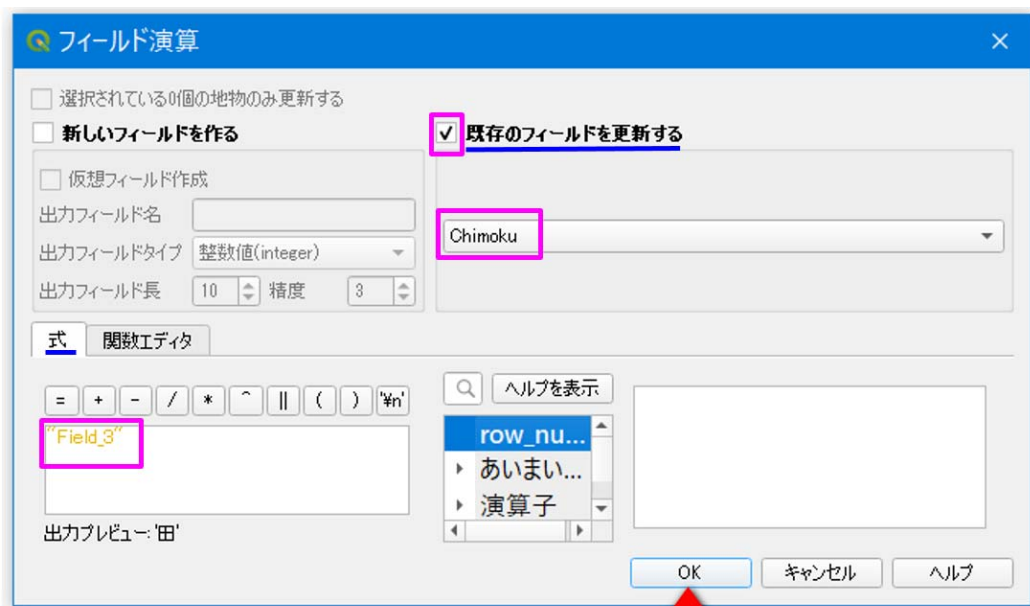 フィールド演算
選択されている0個の地物のみ更新する
新しいフィールドを作る
既存のフィールドを更新する
仮想フィールド作成
出力フィールド名
Chimoku
出力フィールドタイプ 整数値(integer)
出力フィールド長 10 精度 3
式 関数エディタ
= + - / * ^ || ( ) '¥n'
ヘルプを表示
"Field_3"
row_nu...
あいまい...
演算子
出力プレビュー: '田'
OK キャンセル ヘルプ